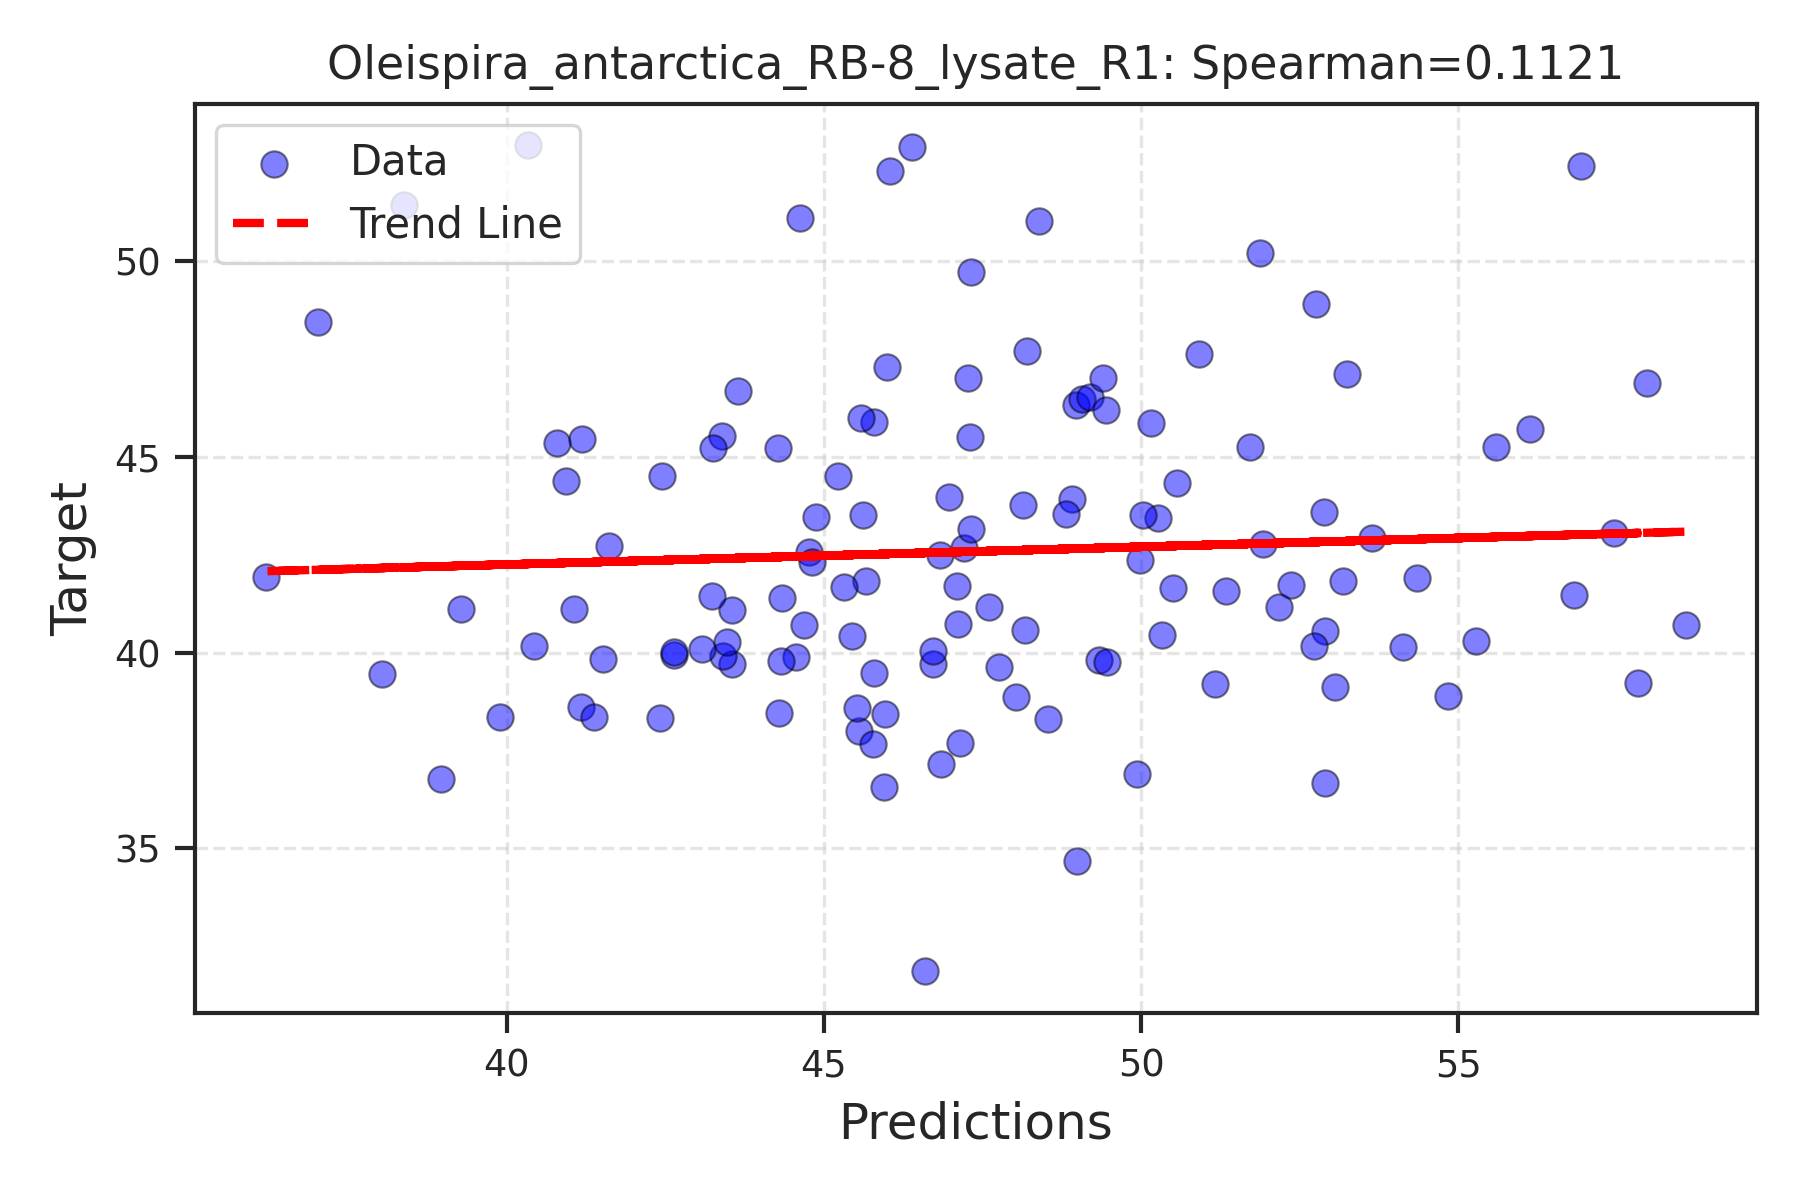 Oleispira_antarctica_RB-8_lysate_R1: Spearman=0.1121
Data
Trend Line
50
45
40
35
Target
40
45
50
55
Predictions